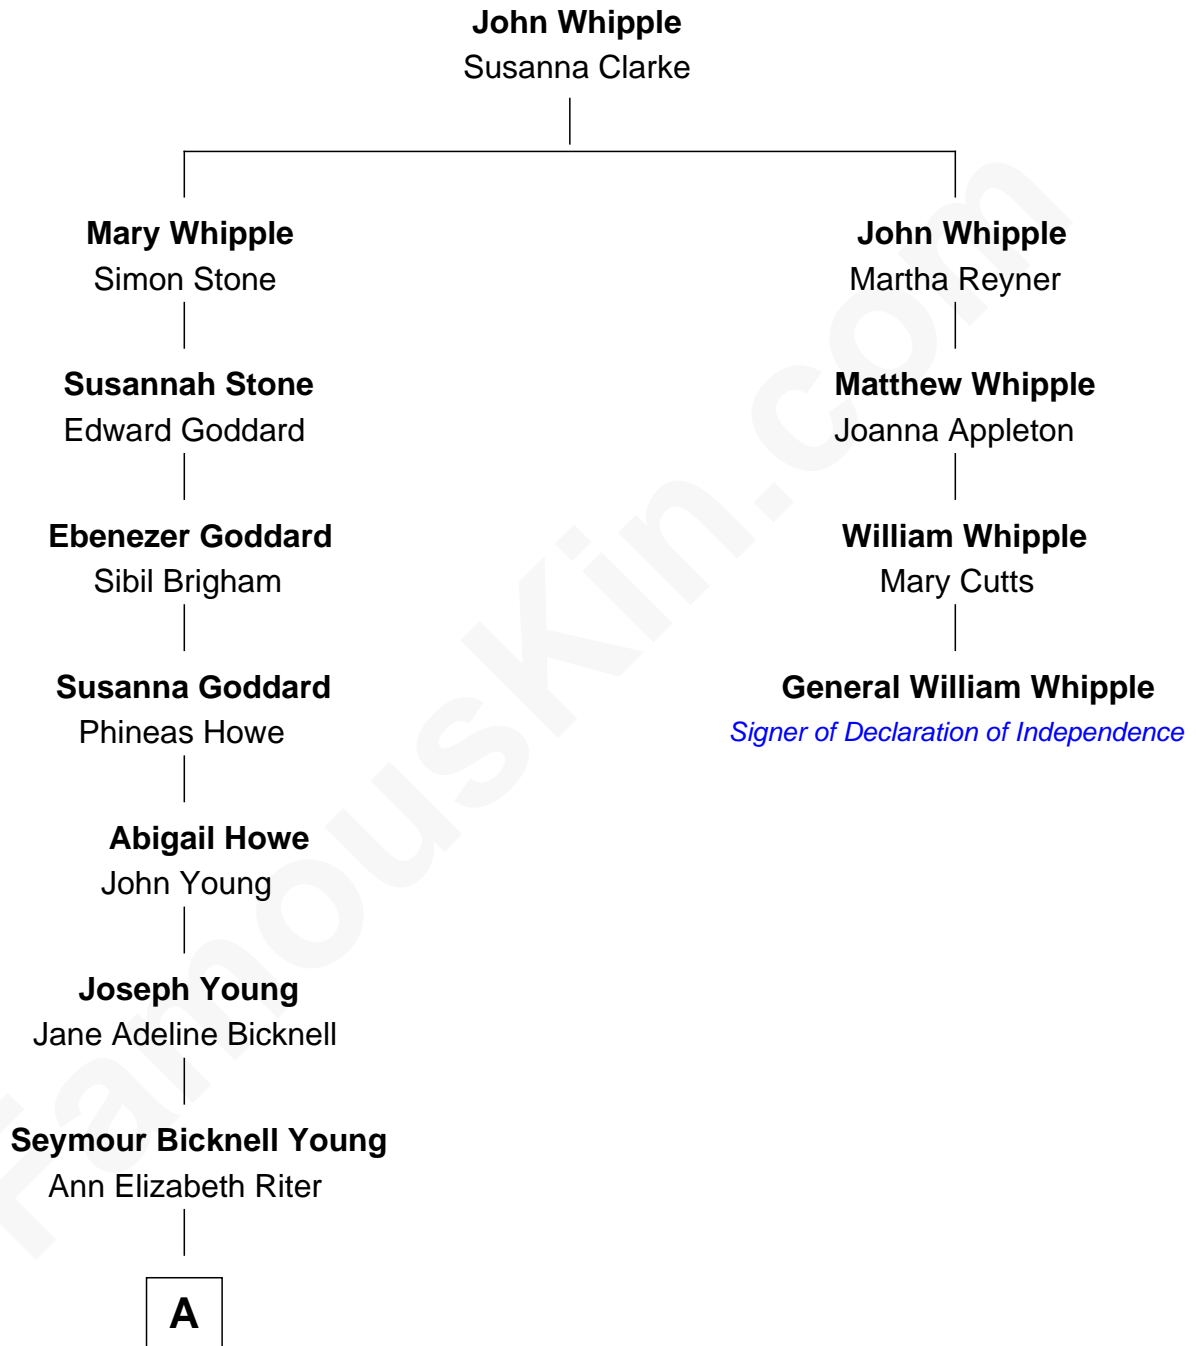 John Whipple
Susanna Clarke
Mary Whipple
Simon Stone
John Whipple
Martha Reyner
Susannah Stone
Edward Goddard
Matthew Whipple
Joanna Appleton
Ebenezer Goddard
Sibil Brigham
William Whipple
Mary Cutts
Susanna Goddard
Phineas Howe
General William Whipple
Signer of Declaration of Independence
Abigail Howe
John Young
Joseph Young
Jane Adeline Bicknell
Seymour Bicknell Young
Ann Elizabeth Riter
A
FamousKin.com